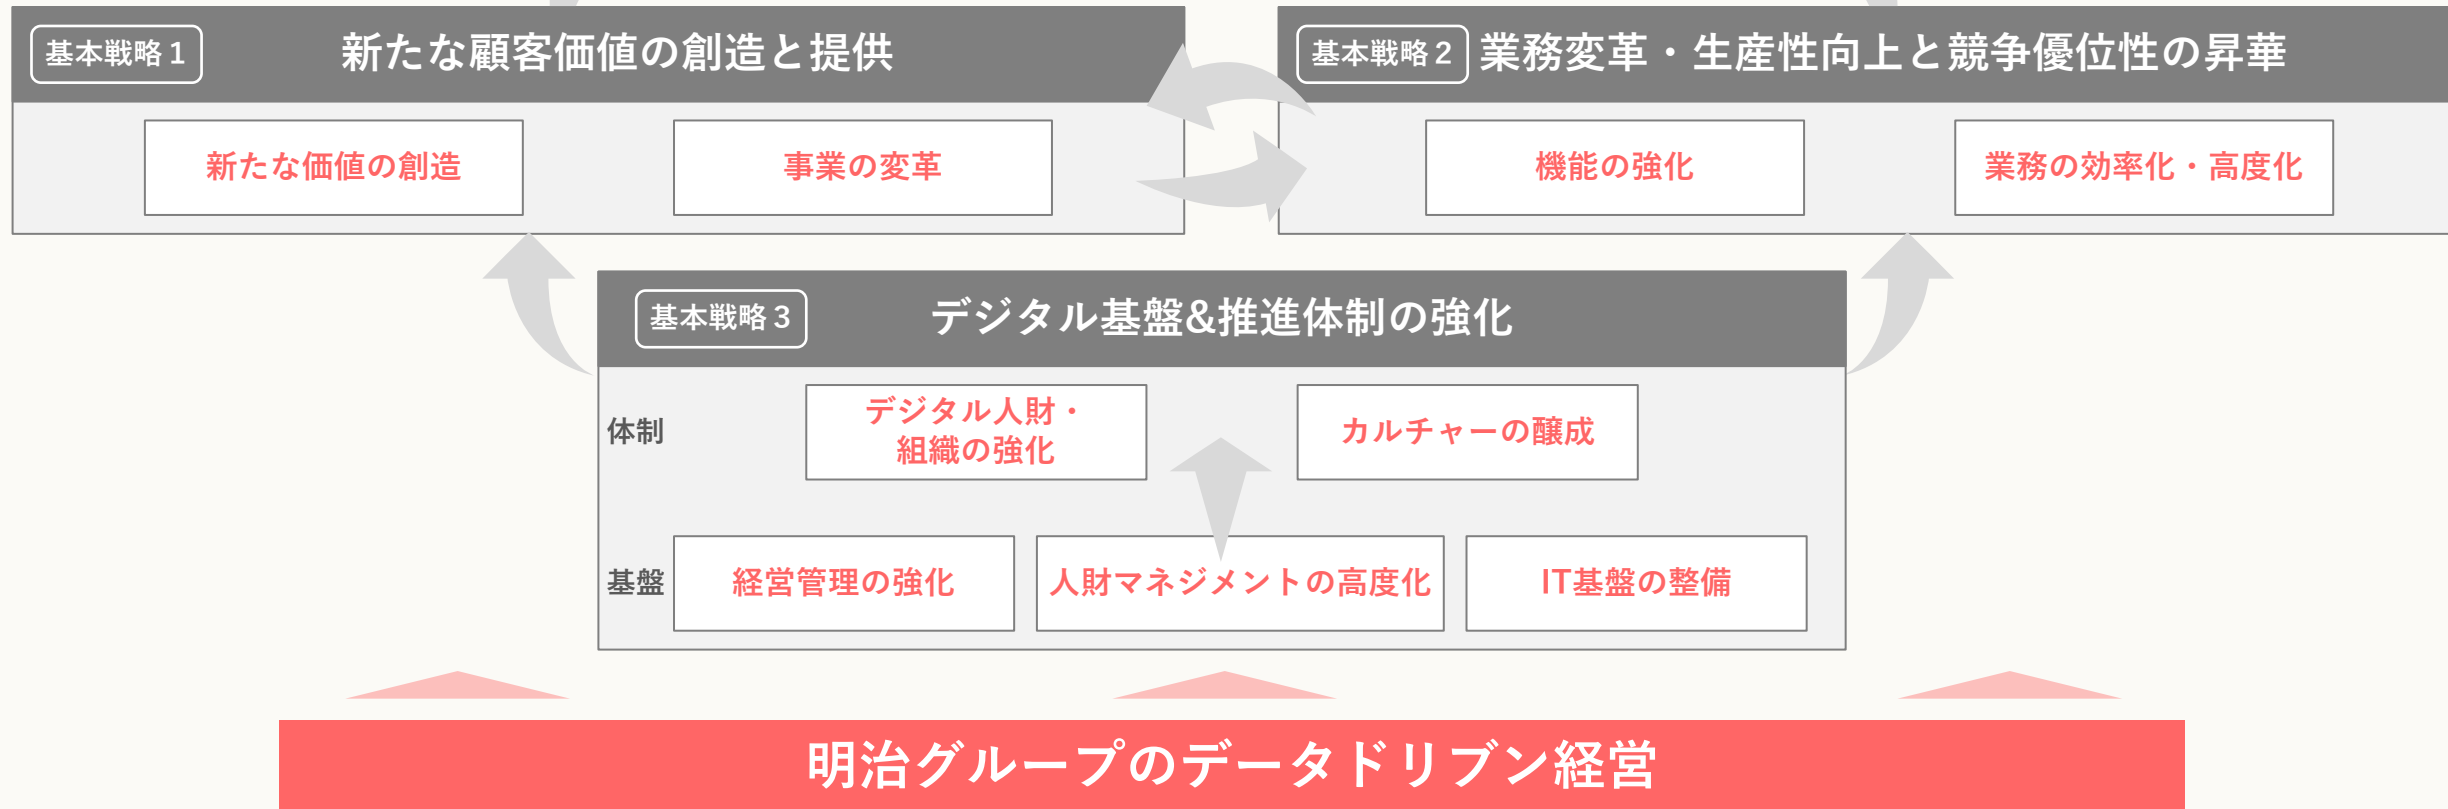 基本戦略1
新たな顧客価値の創造と提供
新たな価値の創造
事業の変革
基本戦略2
業務変革・生産性向上と競争優位性の昇華
機能の強化
業務の効率化・高度化
基本戦略3
デジタル基盤&推進体制の強化
体制
デジタル人財・
組織の強化
カルチャーの醸成
基盤
経営管理の強化
人財マネジメントの高度化
IT基盤の整備
明治グループのデータドリブン経営